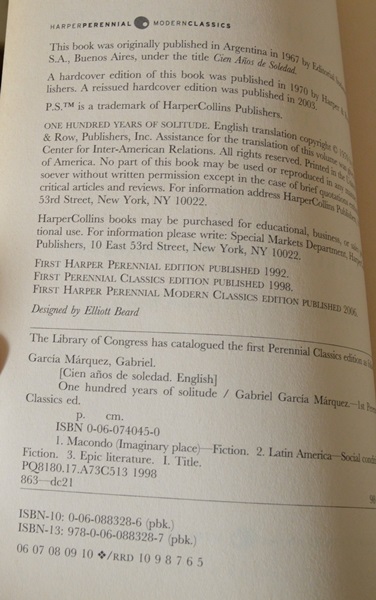 HARPERPERENNIAL MODERNCLASSICS
This book was originally published in Argentina in 1967 by Editorial
S.A., Buenos Aires, under the title Cien Años de Soledad.
A hardcover edition of this book was published in 1970 by Harper &
lishers. A reissued hardcover edition was published in 2003.
P.S.™ is a trademark of HarperCollins Publishers.
ONE HUNDRED YEARS OF SOLITUDE. English translation copyright ©
& Row, Publishers, Inc. Assistance for the translation of this volume was
Center for Inter-American Relations. All rights reserved. Printed in the
of America. No part of this book may be used or reproduced in any
soever without written permission except in the case of brief quotations
critical articles and reviews. For information address HarperCollins Publishers,
53rd Street, New York, NY 10022.
HarperCollins books may be purchased for educational, business, or sales
tional use. For information please write: Special Markets Department, Harper
Publishers, 10 East 53rd Street, New York, NY 10022.
FIRST HARPER PERENNIAL EDITION PUBLISHED 1992.
FIRST PERENNIAL CLASSICS EDITION PUBLISHED 1998.
FIRST HARPER PERENNIAL MODERN CLASSICS EDITION PUBLISHED 2006.
Designed by Elliott Beard
The Library of Congress has catalogued the first Perennial Classics edition as
García Márquez, Gabriel.
[Cien años de soledad. English]
One hundred years of solitude / Gabriel García Márquez.—1st
Classics ed.
p. cm.
ISBN 0-06-074045-0
1. Macondo (Imaginary place)—Fiction. 2. Latin America—Social
Fiction. 3. Epic literature. I. Title.
PQ8180.17.A73C513 1998
863—dc21
ISBN-10: 0-06-088328-6 (pbk.)
ISBN-13: 978-0-06-088328-7 (pbk.)
06 07 08 09 10 ❖/RRD 10 9 8 7 6 5